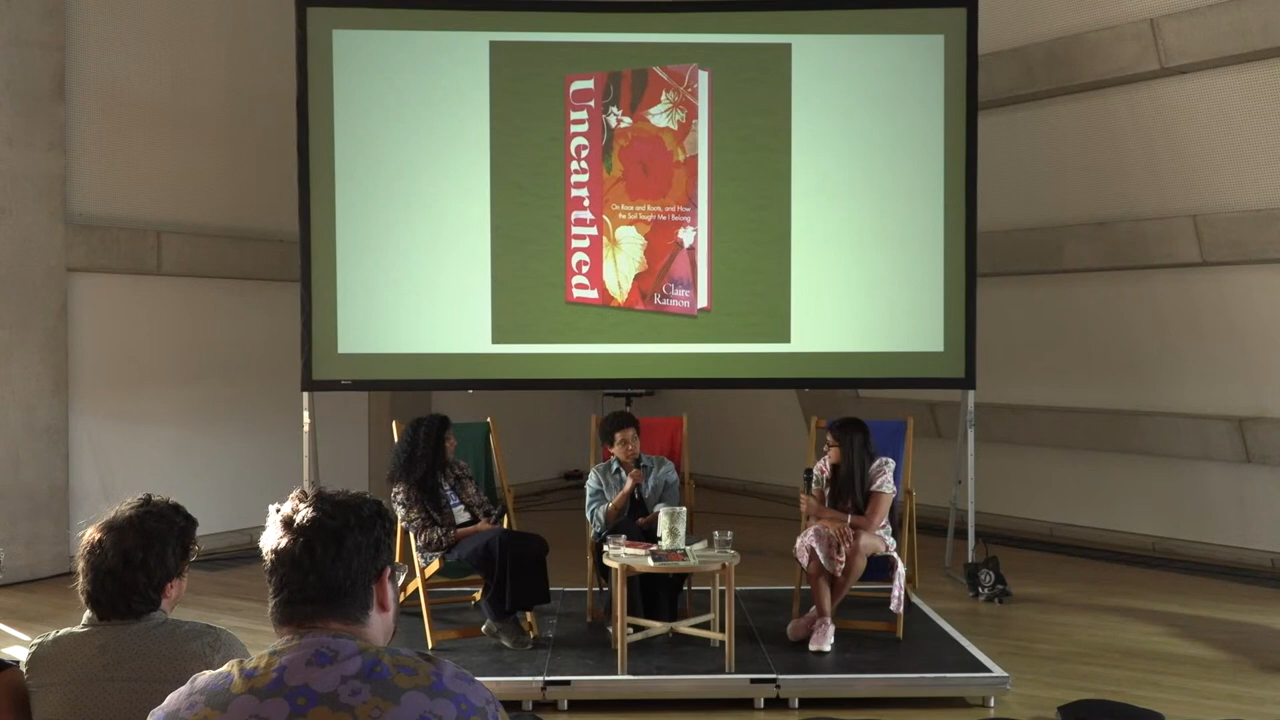 Unearthed
On Race and Roots, and How
the Soil Taught Me I Belong
Claire
Ratinon